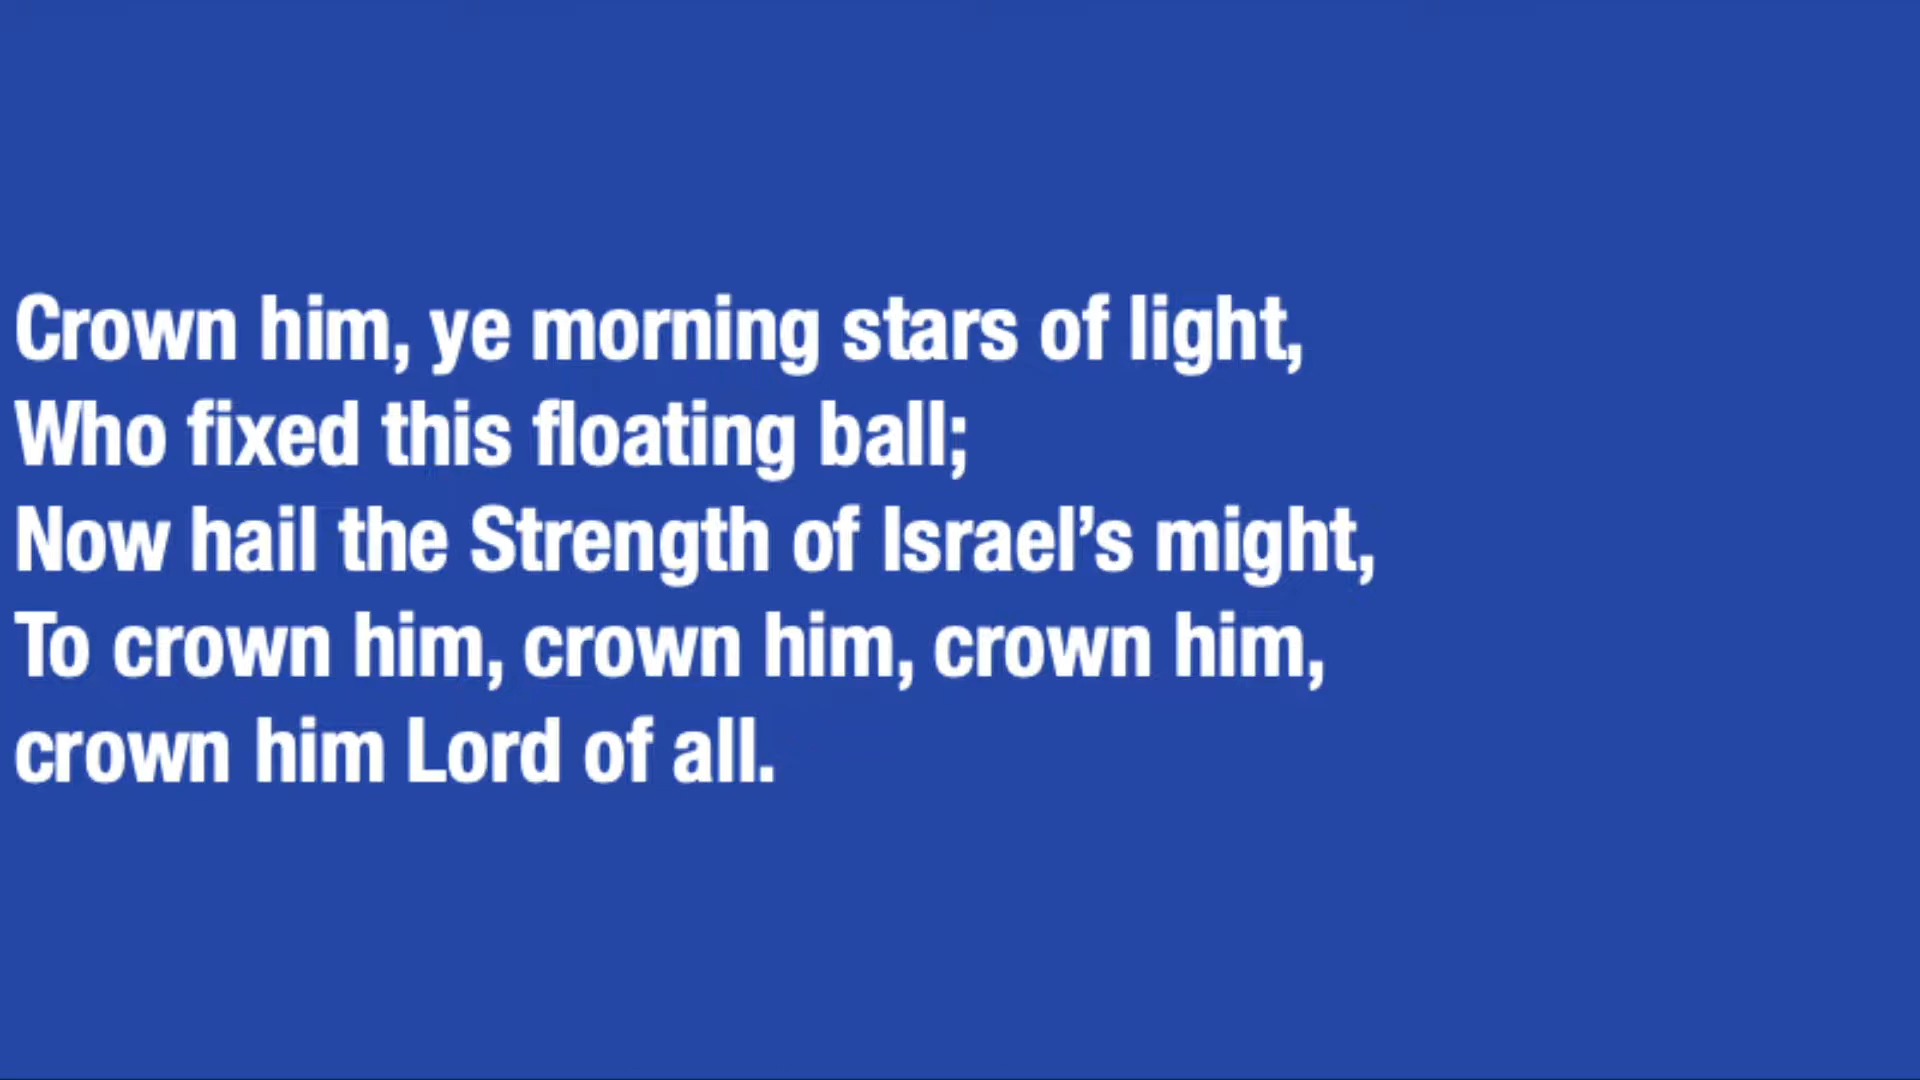 Crown him, ye morning stars of light,
Who fixed this floating ball;
Now hail the Strength of Israel’s might,
To crown him, crown him, crown him,
crown him Lord of all.